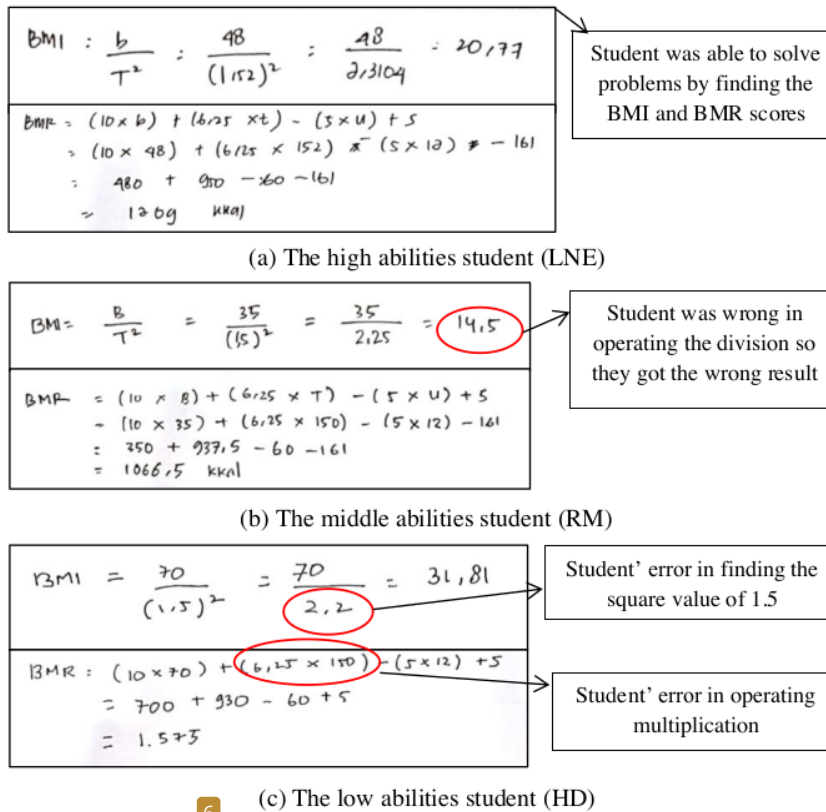 BMI : b / T² : 48 / (1,52)² : 48 / 2,3104 : 20,77
Student was able to solve
problems by finding the
BMI and BMR scores
BMR = (10 x b) + (6,25 x t) - (5 x u) + 5
= (10 x 48) + (6,25 x 152) - (5 x 12) - 161
: 480 + 950 - 60 - 161
= 1209 kkal
(a) The high abilities student (LNE)
BMI = B / T² = 35 / (1,5)² = 35 / 2.25 = 14,5
Student was wrong in
operating the division so
they got the wrong result
BMR = (10 x B) + (6,25 x T) - (5 x U) + 5
= (10 x 35) + (6,25 x 150) - (5 x 12) - 161
= 350 + 937,5 - 60 - 161
= 1066,5 kkal
(b) The middle abilities student (RM)
BMI = 70 / (1,5)² = 70 / 2,2 = 31,81
Student' error in finding the
square value of 1.5
BMR : (10 x 70) + (6,25 x 150) - (5 x 12) + 5
= 700 + 930 - 60 + 5
= 1.575
Student' error in operating
multiplication
(c) The low abilities student (HD)